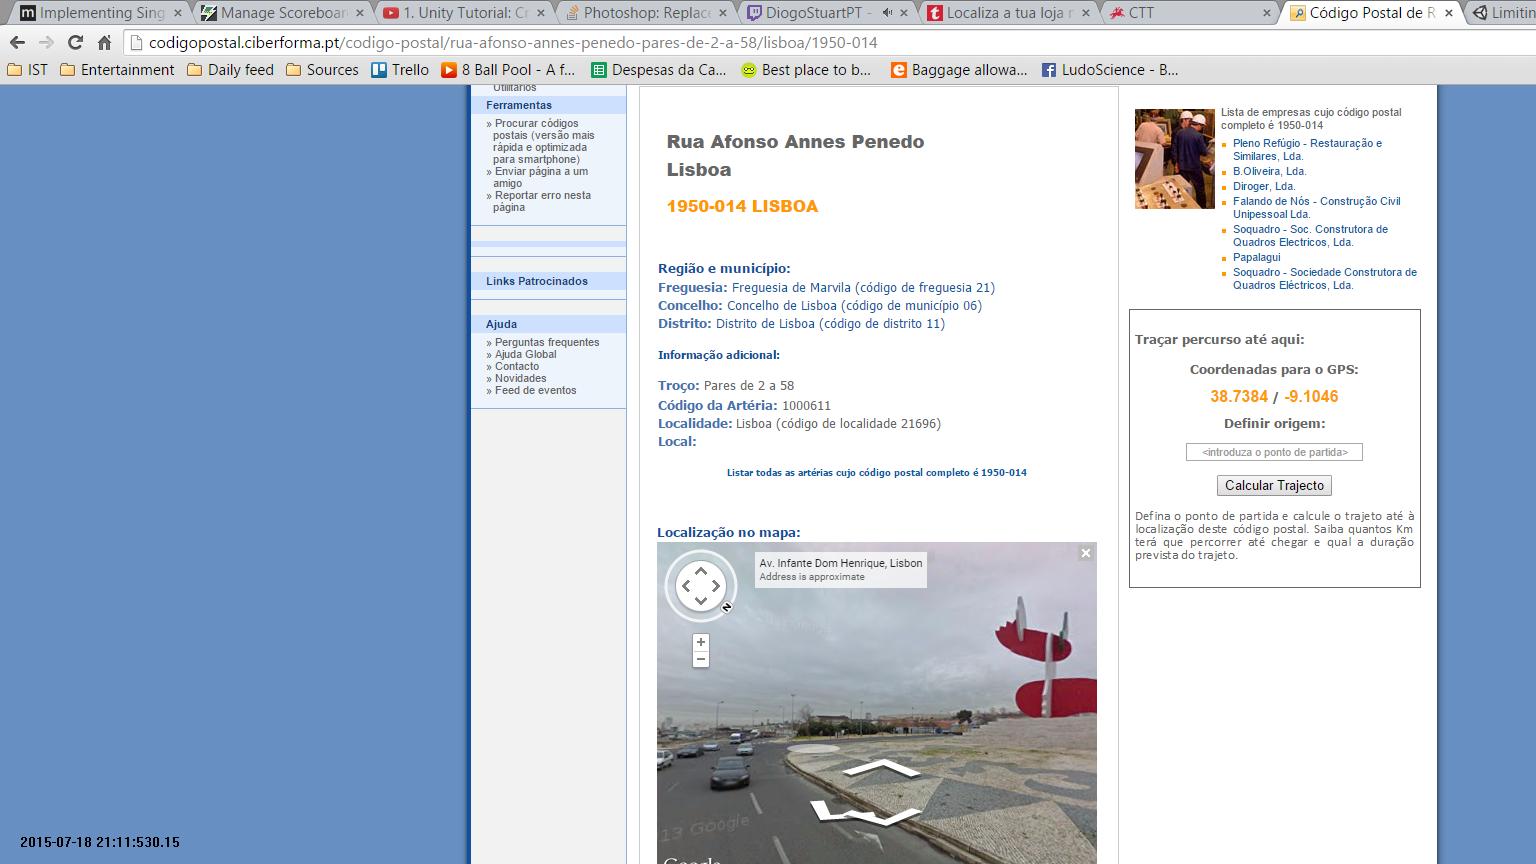 Implementing Sing
Manage Scoreboar
1. Unity Tutorial: Cr
Photoshop: Replace
DiogoStuartPT -
Localiza a tua loja
CTT
Código Postal de R
Limitin
codigopostal.ciberforma.pt/codigo-postal/rua-afonso-annes-penedo-pares-de-2-a-58/lisboa/1950-014
IST Entertainment Daily feed Sources Trello 8 Ball Pool - A f... Despesas da Ca... Best place to b... Baggage allowa... LudoScience - B...
Utilitários
Ferramentas
» Procurar códigos
postais (versão mais
rápida e optimizada
para smartphone)
» Enviar página a um
amigo
» Reportar erro nesta
página
Links Patrocinados
Ajuda
» Perguntas frequentes
» Ajuda Global
» Contacto
» Novidades
» Feed de eventos
Rua Afonso Annes Penedo
Lisboa
1950-014 LISBOA
Região e município:
Freguesia: Freguesia de Marvila (código de freguesia 21)
Concelho: Concelho de Lisboa (código de município 06)
Distrito: Distrito de Lisboa (código de distrito 11)
Informação adicional:
Troço: Pares de 2 a 58
Código da Artéria: 1000611
Localidade: Lisboa (código de localidade 21696)
Local:
Listar todas as artérias cujo código postal completo é 1950-014
Localização no mapa:
Av. Infante Dom Henrique, Lisbon
Address is approximate
N
13 Google
Google
Lista de empresas cujo código postal
completo é 1950-014
Pleno Refúgio - Restauração e
Similares, Lda.
B.Oliveira, Lda.
Diroger, Lda.
Falando de Nós - Construção Civil
Unipessoal Lda.
Soquadro - Soc. Construtora de
Quadros Electricos, Lda.
Papalagui
Soquadro - Sociedade Construtora de
Quadros Eléctricos, Lda.
Traçar percurso até aqui:
Coordenadas para o GPS:
38.7384 / -9.1046
Definir origem:
<introduza o ponto de partida>
Calcular Trajecto
Defina o ponto de partida e calcule o trajeto até à
localização deste código postal. Saiba quantos Km
terá que percorrer até chegar e qual a duração
prevista do trajeto.
2015-07-18 21:11:530.15